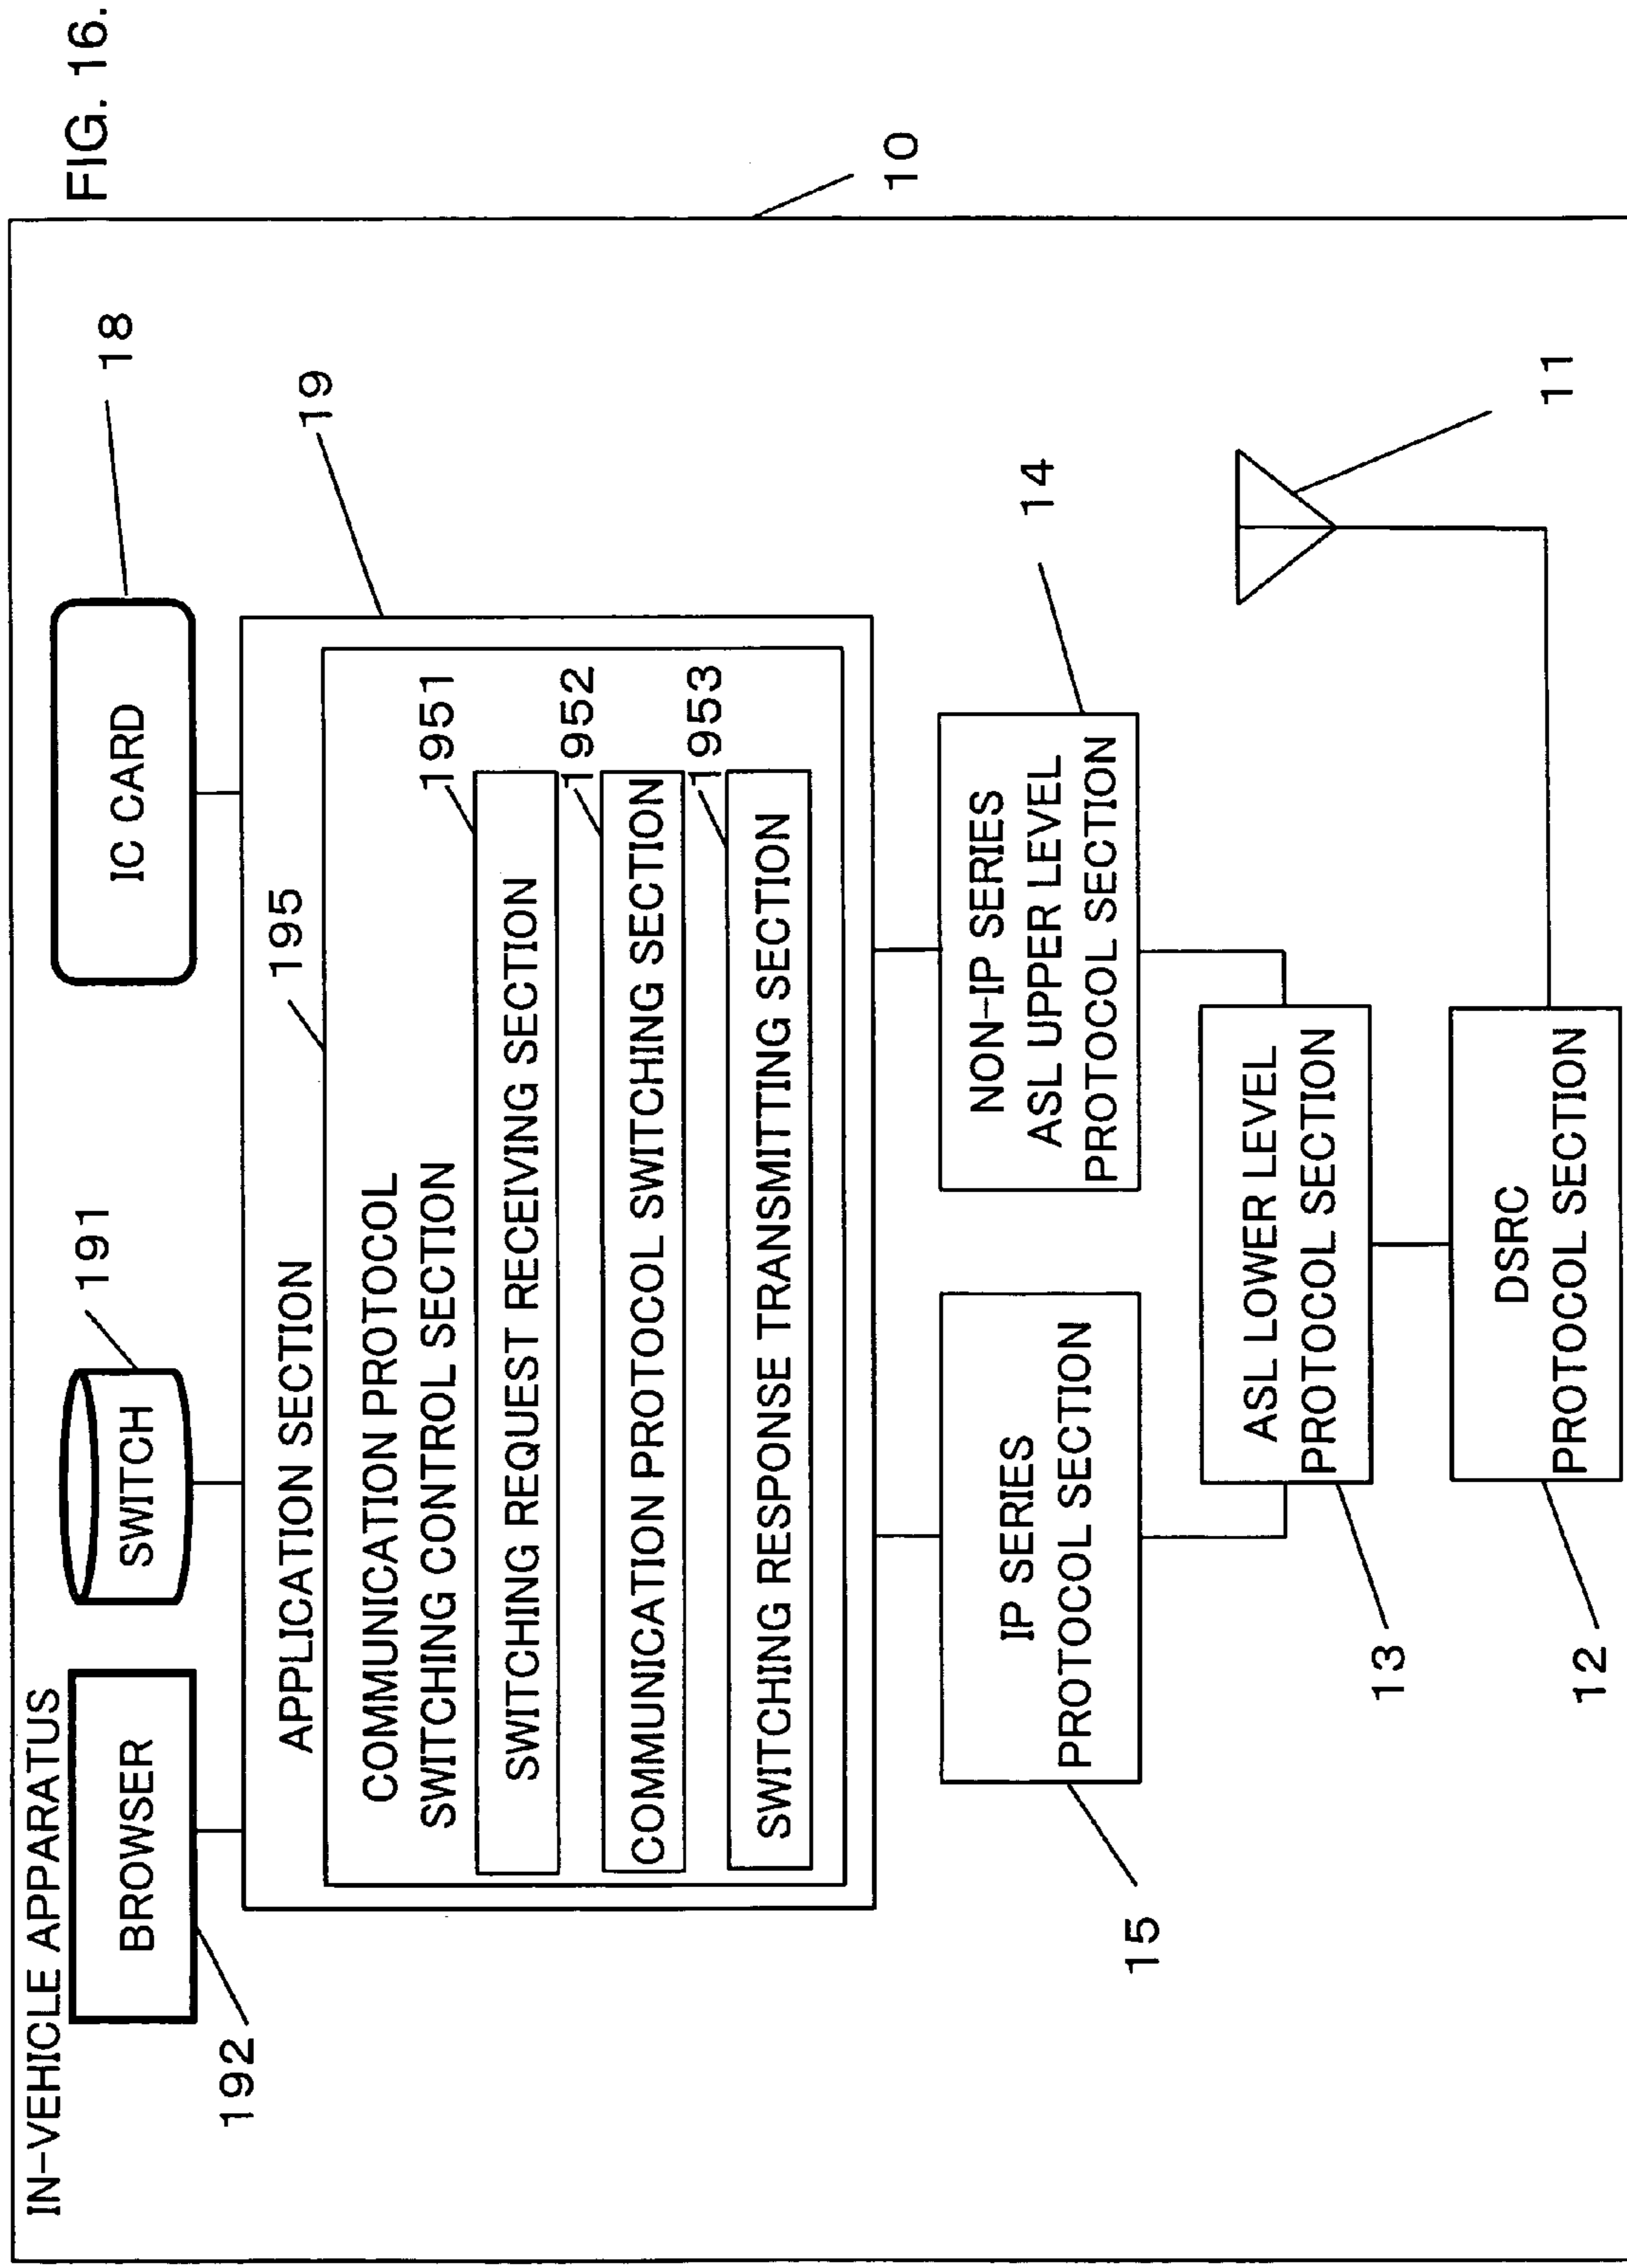 FIG. 16.
IN-VEHICLE APPARATUS
10
BROWSER
192
SWITCH
191
IC CARD
18
APPLICATION SECTION
19
195
COMMUNICATION PROTOCOL
SWITCHING CONTROL SECTION
1951
SWITCHING REQUEST RECEIVING SECTION
1952
COMMUNICATION PROTOCOL SWITCHING SECTION
1953
SWITCHING RESPONSE TRANSMITTING SECTION
IP SERIES
PROTOCOL SECTION
15
NON-IP SERIES
ASL UPPER LEVEL
PROTOCOL SECTION
14
ASL LOWER LEVEL
PROTOCOL SECTION
13
11
DSRC
PROTOCOL SECTION
12